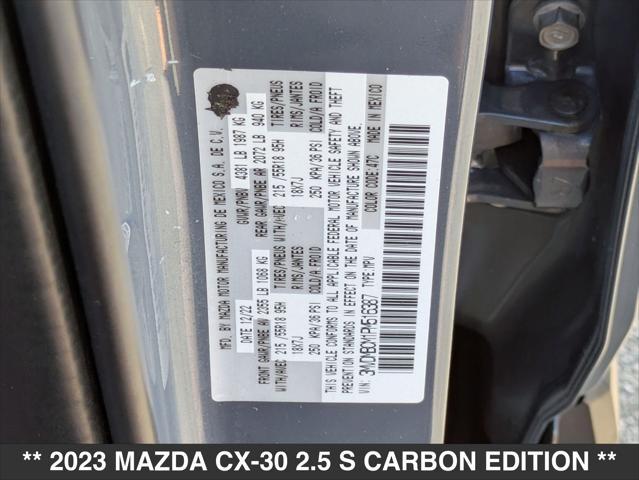 MFD. BY MAZDA MOTOR MANUFACTURING DE MEXICO S.A. DE C.V.
DATE 12/22 GVWR/PNBV 4381 LB 1987 KG
FRONT GAWR/PNBE AV 2355 LB 1068 KG REAR GAWR/PNBE AR 2072 LB 940 KG
WITH/AVEC 215/55R18 95H TIRES/PNEUS WITH/AVEC 215/55R18 95H TIRES/PNEUS
18X7J RIMS/JANTES 18X7J RIMS/JANTES
250 KPA/36 PSI COLD/A FROID 250 KPA/36 PSI COLD/A FROID
THIS VEHICLE CONFORMS TO ALL APPLICABLE FEDERAL MOTOR VEHICLE SAFETY AND THEFT
PREVENTION STANDARDS IN EFFECT ON THE DATE OF MANUFACTURE SHOWN ABOVE.
VIN: 3MVDMBCM1PM516387 TYPE: MPV COLOR CODE: 47C MADE IN MEXICO
** 2023 MAZDA CX-30 2.5 S CARBON EDITION **